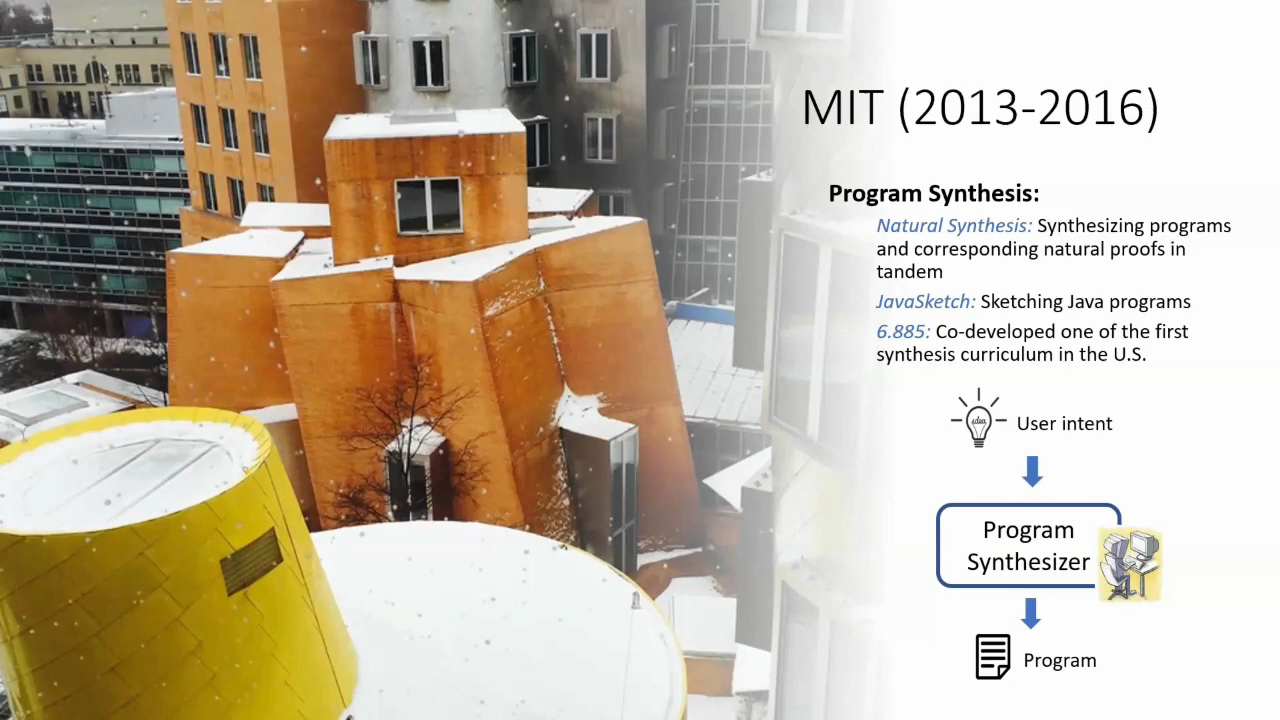 MIT (2013-2016)
Program Synthesis:
Natural Synthesis: Synthesizing programs
and corresponding natural proofs in
tandem
JavaSketch: Sketching Java programs
6.885: Co-developed one of the first
synthesis curriculum in the U.S.
idea
User intent
Program
Synthesizer
Program